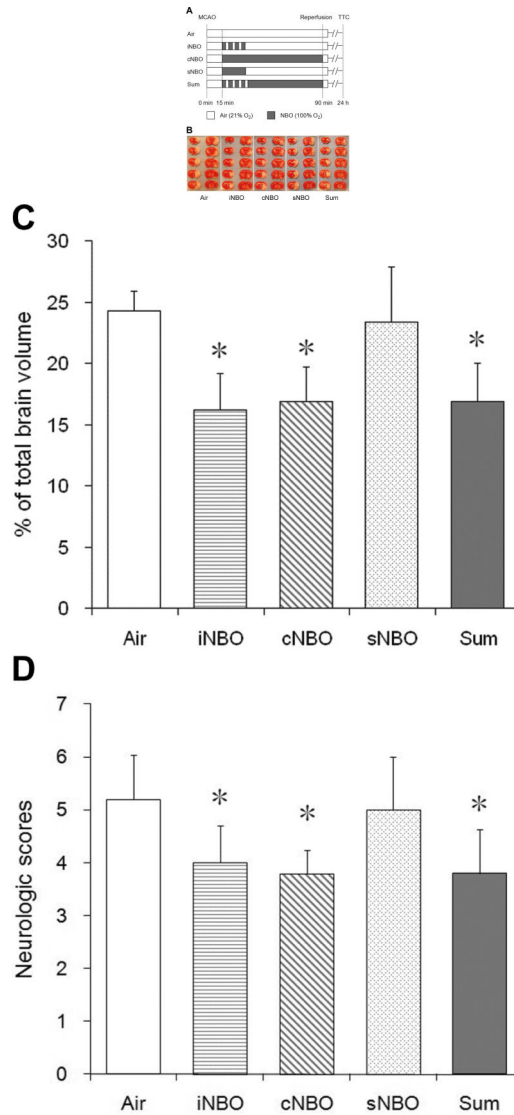 A
MCAO Reperfusion TTC
Air
iNBO
cNBO
sNBO
Sum
0 min 15 min 90 min 24 h
Air (21% O₂) NBO (100% O₂)
B
Air iNBO cNBO sNBO Sum
C
% of total brain volume
30
25
20
15
10
5
0
* * *
Air iNBO cNBO sNBO Sum
D
Neurologic scores
7
6
5
4
3
2
1
0
* * *
Air iNBO cNBO sNBO Sum